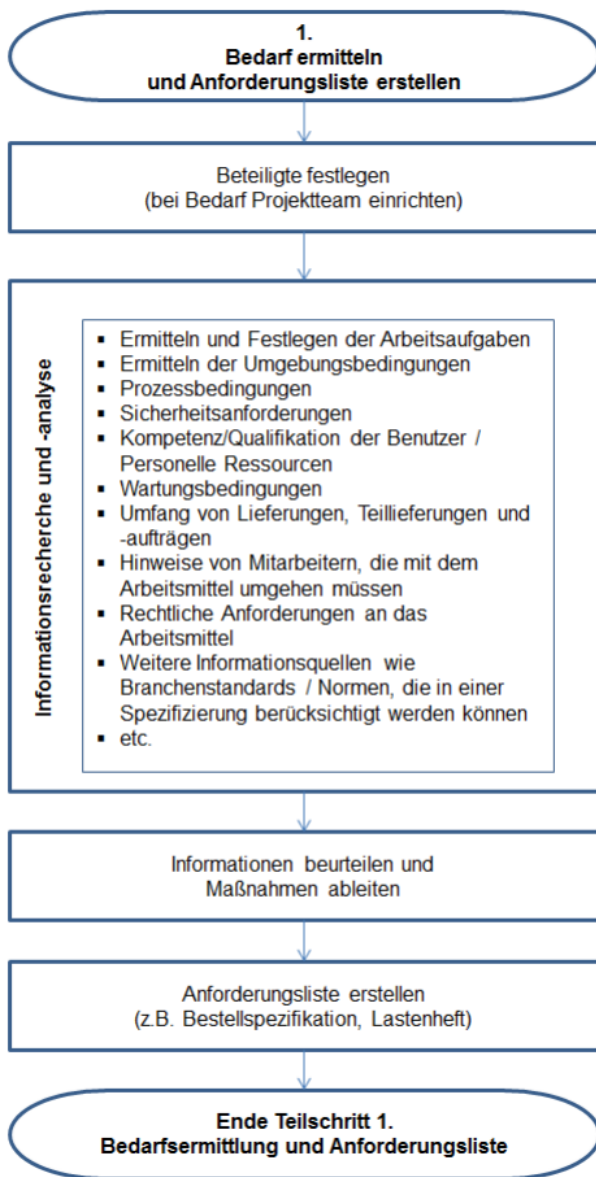 1.
Bedarf ermitteln
und Anforderungsliste erstellen
Beteiligte festlegen
(bei Bedarf Projektteam einrichten)
Informationsrecherche und -analyse
▪ Ermitteln und Festlegen der Arbeitsaufgaben
▪ Ermitteln der Umgebungsbedingungen
▪ Prozessbedingungen
▪ Sicherheitsanforderungen
▪ Kompetenz/Qualifikation der Benutzer /
Personelle Ressourcen
▪ Wartungsbedingungen
▪ Umfang von Lieferungen, Teillieferungen und
-aufträgen
▪ Hinweise von Mitarbeitern, die mit dem
Arbeitsmittel umgehen müssen
▪ Rechtliche Anforderungen an das
Arbeitsmittel
▪ Weitere Informationsquellen wie
Branchenstandards / Normen, die in einer
Spezifizierung berücksichtigt werden können
▪ etc.
Informationen beurteilen und
Maßnahmen ableiten
Anforderungsliste erstellen
(z.B. Bestellspezifikation, Lastenheft)
Ende Teilschritt 1.
Bedarfsermittlung und Anforderungsliste